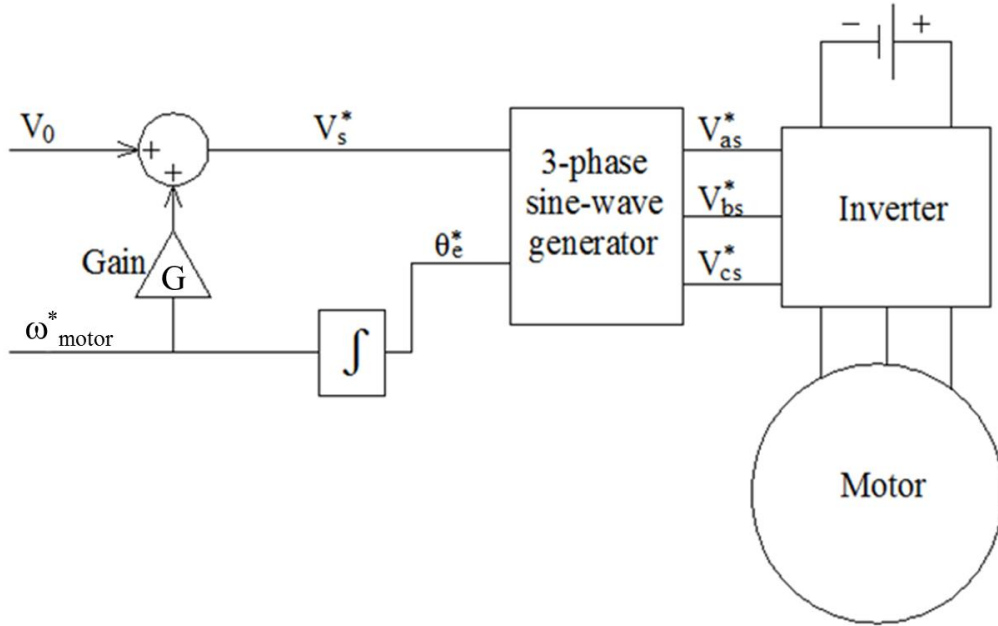 V₀
+
+
V*ₛ
Gain
G
ω*motor
∫
θ*ₑ
3-phase
sine-wave
generator
V*as
V*bs
V*cs
− +
Inverter
Motor